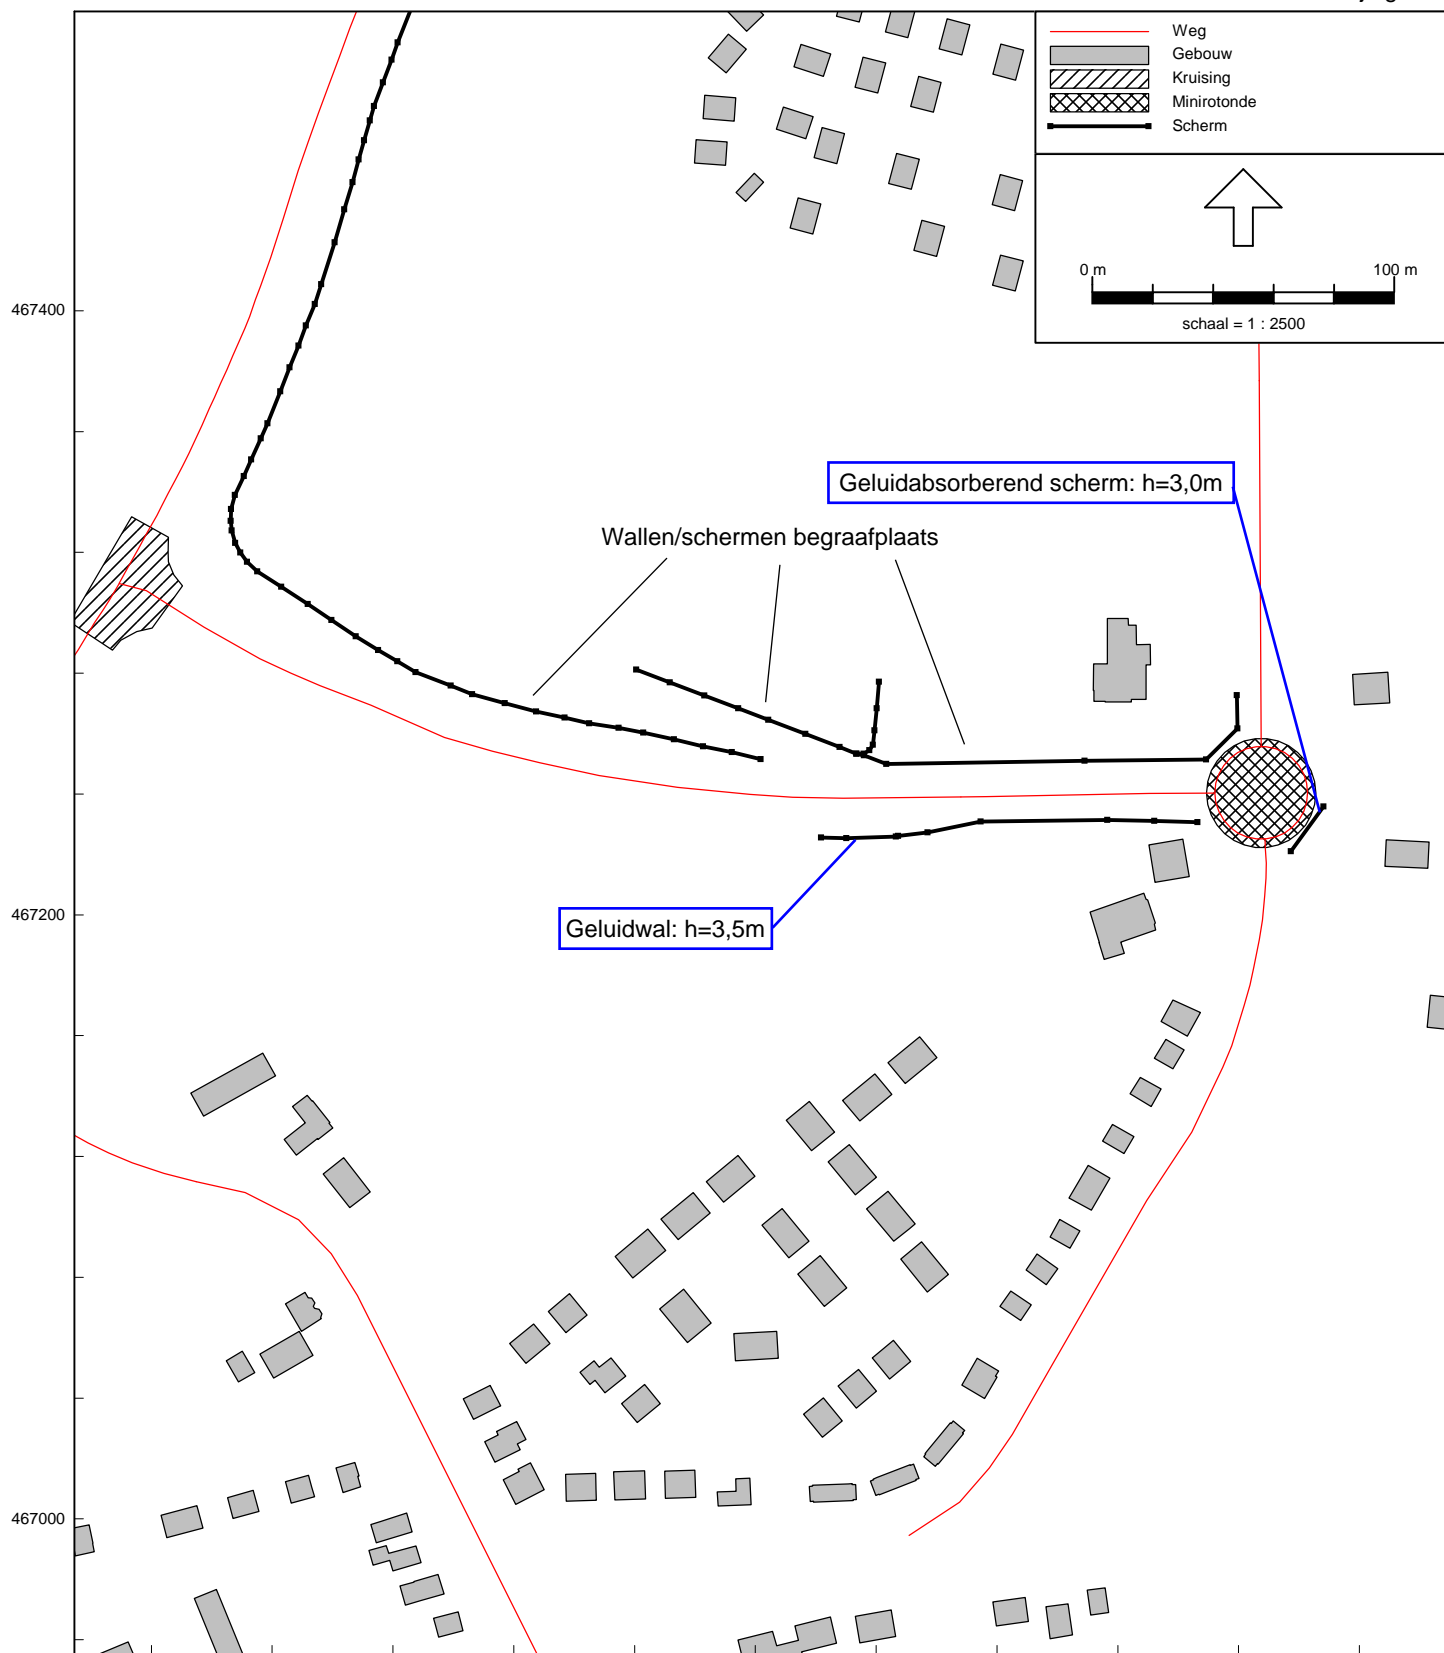 Weg
Gebouw
Kruising
Minirotonde
Scherm
0 m
100 m
schaal = 1 : 2500
467400
Geluidabsorberend scherm: h=3,0m
Wallen/schermen begraafplaats
467200
Geluidwal: h=3,5m
467000